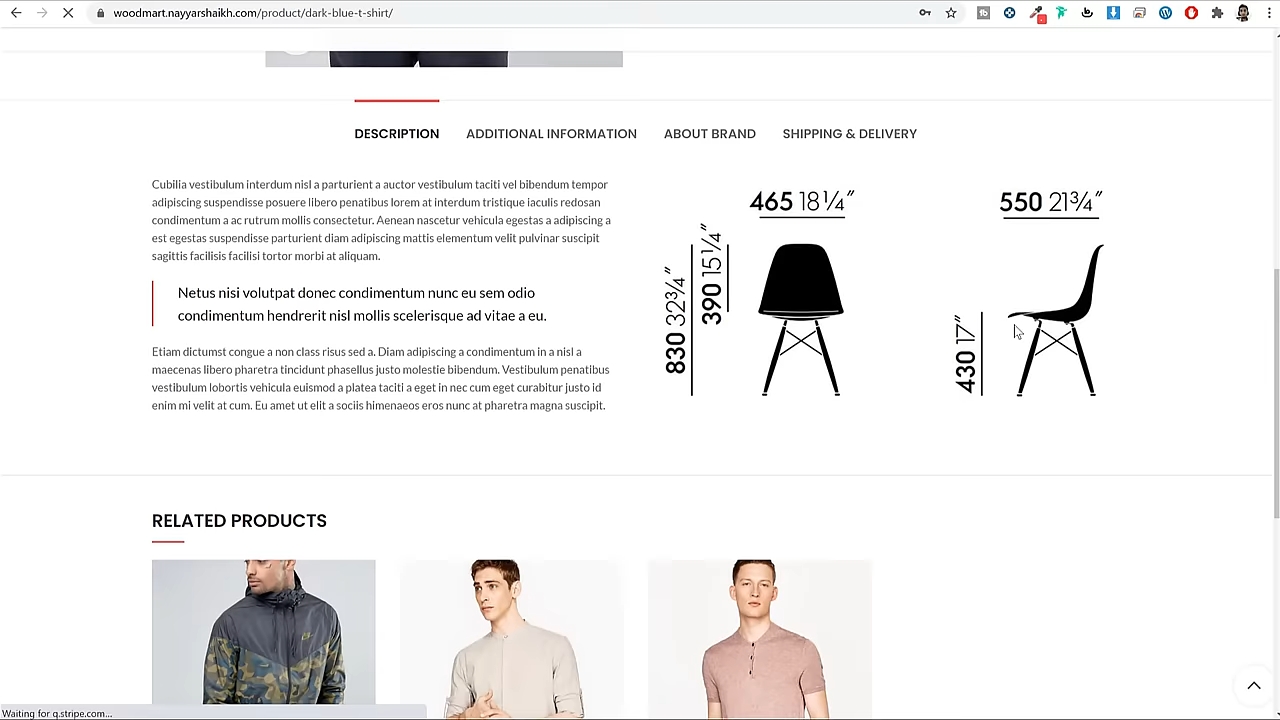 woodmart.nayyarshaikh.com/product/dark-blue-t-shirt/
DESCRIPTION
ADDITIONAL INFORMATION
ABOUT BRAND
SHIPPING & DELIVERY
Cubilia vestibulum interdum nisl a parturient a auctor vestibulum taciti vel bibendum tempor
adipiscing suspendisse posuere libero penatibus lorem at interdum tristique iaculis redosan
condimentum a ac rutrum mollis consectetur. Aenean nascetur vehicula egestas a adipiscing a
est egestas suspendisse parturient diam adipiscing mattis elementum velit pulvinar suscipit
sagittis facilisis facilisi tortor morbi at aliquam.
Netus nisi volutpat donec condimentum nunc eu sem odio
condimentum hendrerit nisl mollis scelerisque ad vitae a eu.
Etiam dictumst congue a non class risus sed a. Diam adipiscing a condimentum in a nisl a
maecenas libero pharetra tincidunt phasellus justo molestie bibendum. Vestibulum penatibus
vestibulum lobortis vehicula euismod a platea taciti a eget in nec cum eget curabitur justo id
enim mi velit at cum. Eu amet ut elit a sociis himenaeos eros nunc at pharetra magna suscipit.
465 18¼″
830 32¾″
390 15¼″
550 21¾″
430 17″
RELATED PRODUCTS
Waiting for q.stripe.com...